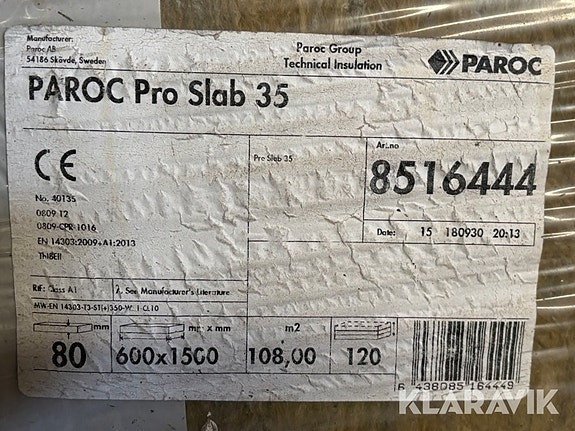 Manufacturer:
Paroc AB
54186 Skövde, Sweden
Paroc Group
Technical Insulation
PAROC
PAROC Pro Slab 35
CE
No. 40135
0809 12
0809-CPR-1016
EN 14303:2009+A1:2013
ThIBEII
Pro Slab 35
Art.no
8516444
Date: 15 180930 20:13
RtF: Class A1
λ. See Manufacturer's Literature
MW-EN 14303-T3-ST(+)350-W 1-CL10
mm
mm x mm
m2
80 600x1500 108,00 120
6 438085 164449
KLARAVIK